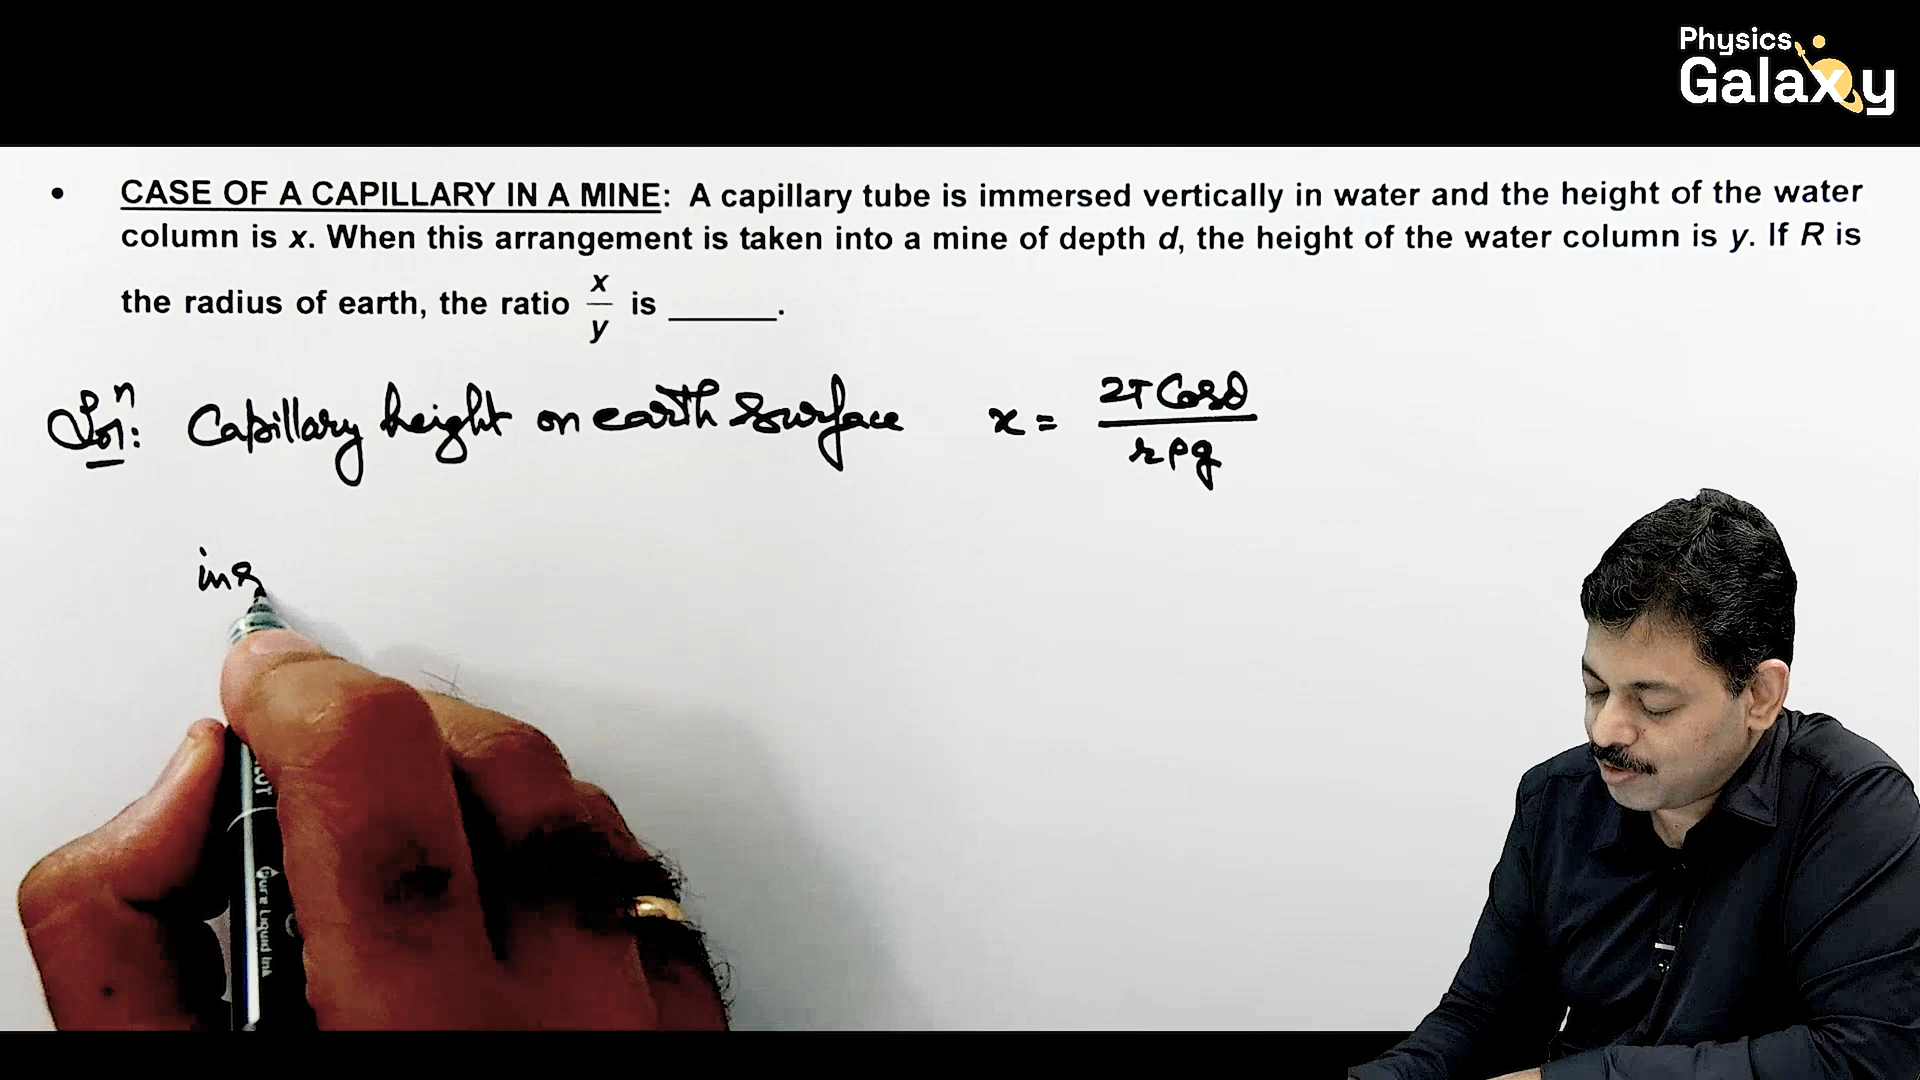 Physics
Galaxy
• CASE OF A CAPILLARY IN A MINE: A capillary tube is immersed vertically in water and the height of the water
column is x. When this arrangement is taken into a mine of depth d, the height of the water column is y. If R is
the radius of earth, the ratio x/y is ______.
Solⁿ: Capillary height on earth surface x = 2T Cosθ / rρg
in
Pure Liquid Ink